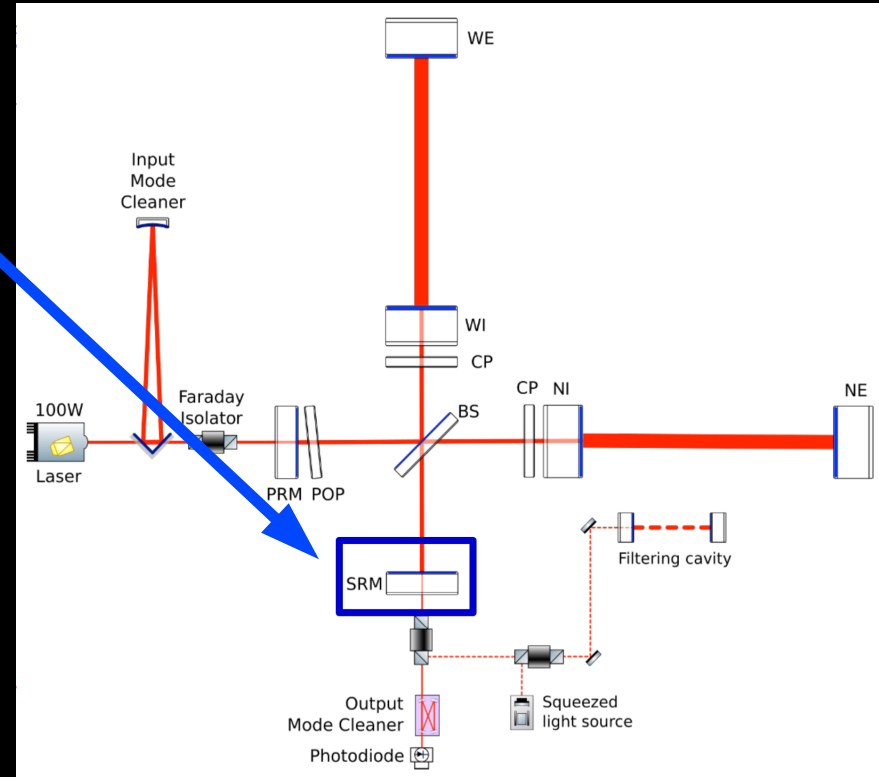 WE
Input
Mode
Cleaner
WI
CP
Faraday
Isolator
100W
Laser
PRM POP
BS
CP NI
NE
Filtering cavity
SRM
Output
Mode Cleaner
Squeezed
light source
Photodiode